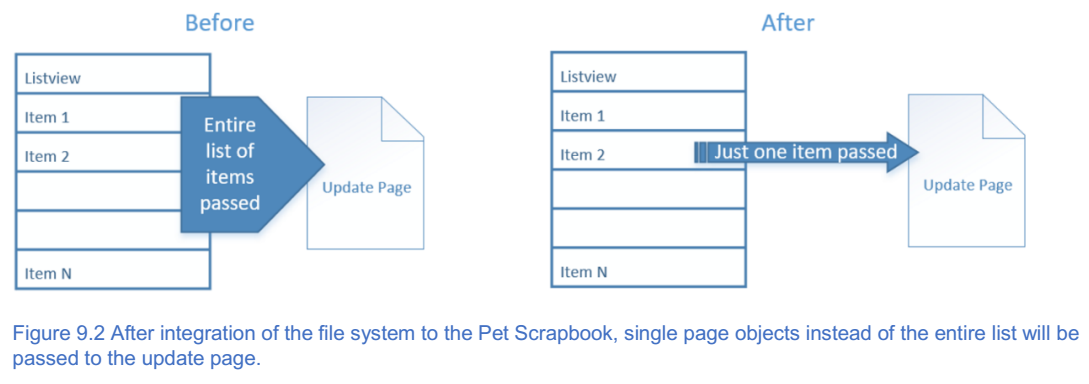 Before
Listview
Item 1
Item 2
Item N
Entire
list of
items
passed
Update Page
After
Listview
Item 1
Item 2
Item N
Just one item passed
Update Page
Figure 9.2 After integration of the file system to the Pet Scrapbook, single page objects instead of the entire list will be
passed to the update page.